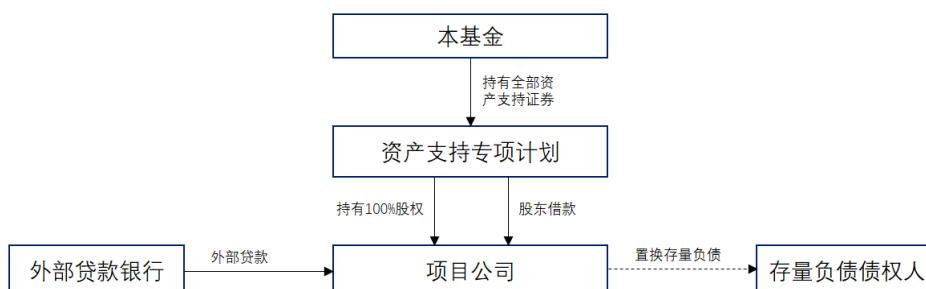 本基金
持有全部资
产支持证券
资产支持专项计划
持有100%股权
股东借款
外部贷款银行
外部贷款
项目公司
置换存量负债
存量负债债权人